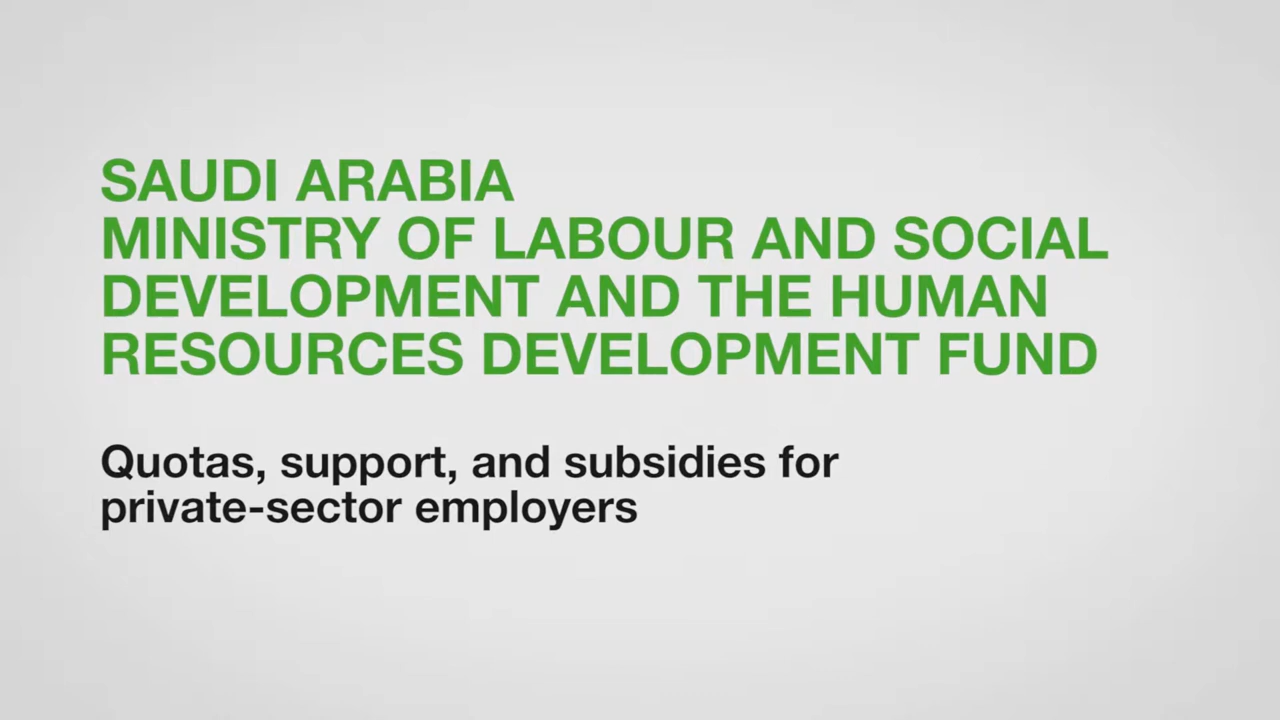 SAUDI ARABIA
MINISTRY OF LABOUR AND SOCIAL
DEVELOPMENT AND THE HUMAN
RESOURCES DEVELOPMENT FUND
Quotas, support, and subsidies for
private-sector employers